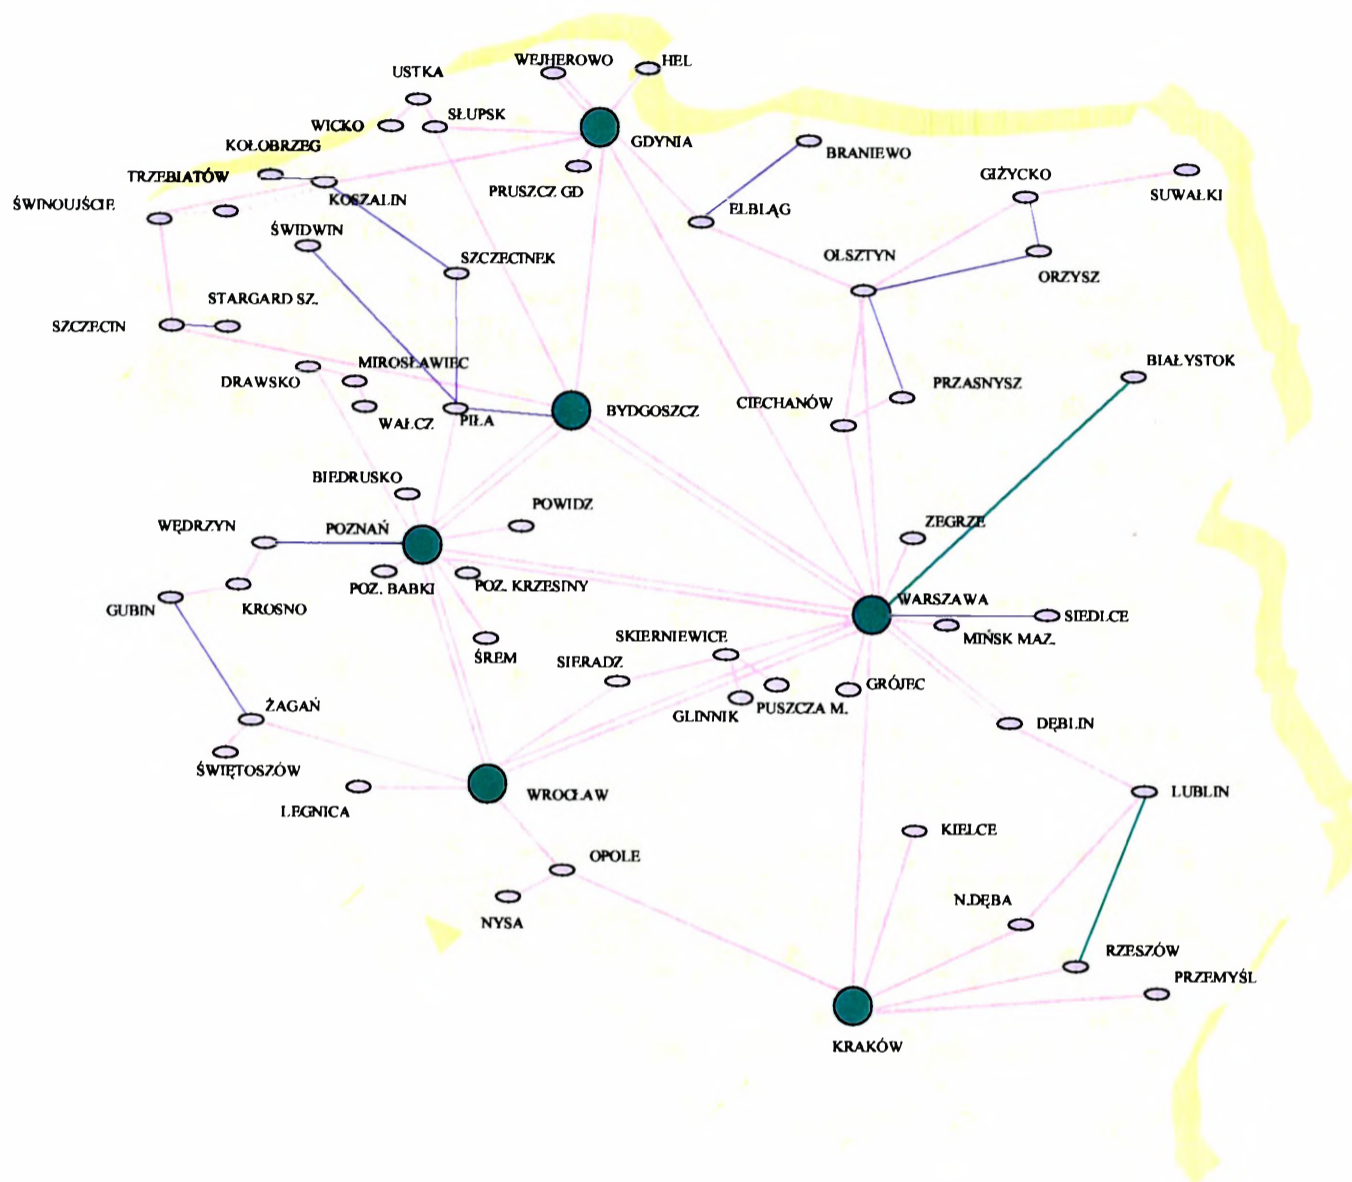 WEJHEROWO
HEL
USTKA
SŁUPSK
WICKO
GDYNIA
KOŁOBRZEG
BRANIEWO
TRZEBIATÓW
PRUSZCZ GD
GIŻYCKO
SUWAŁKI
KOSZALIN
ŚWINOUJŚCIE
ELBLĄG
ŚWIDWIN
SZCZECINEK
OLSZTYN
ORZYSZ
STARGARD SZ.
SZCZECIN
MIROSŁAWIEC
BIAŁYSTOK
DRAWSKO
PRZASNYSZ
CIECHANÓW
BYDGOSZCZ
WAŁCZ
PIŁA
BIEDRUSKO
POWIDZ
WĘDRZYN
POZNAŃ
ZEGRZE
POZ. BABKI
POZ. KRZESINY
WARSZAWA
GUBIN
KROSNO
SIEDLCE
MIŃSK MAZ.
SKIERNIEWICE
ŚREM
SIERADZ
GRÓJEC
ŻAGAŃ
GLINNIK
PUSZCZA M.
DĘBLIN
ŚWIĘTOSZÓW
WROCŁAW
LUBLIN
LEGNICA
KIELCE
OPOLE
N.DĘBA
NYSA
RZESZÓW
PRZEMYŚL
KRAKÓW